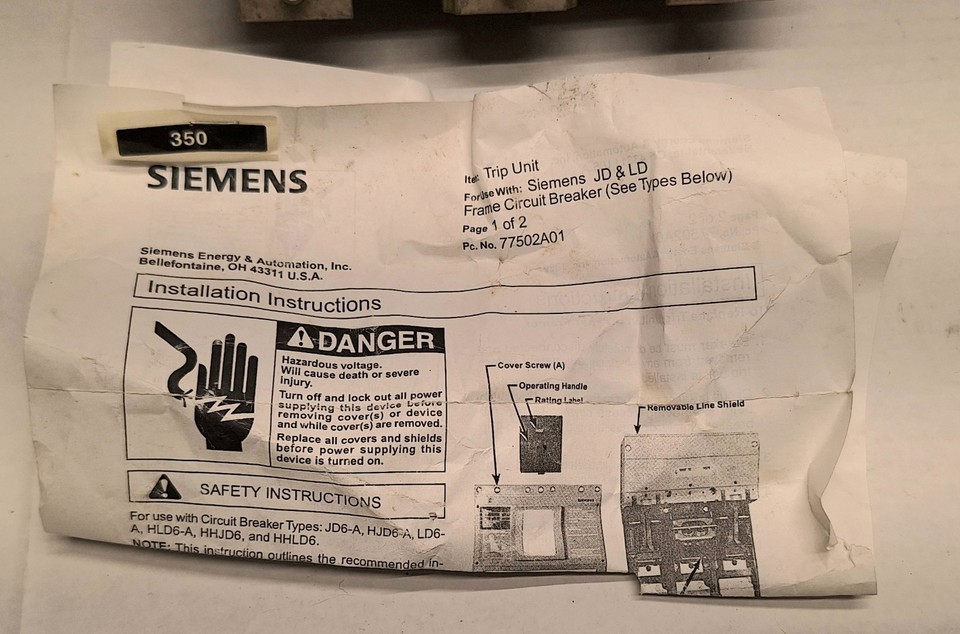 350
SIEMENS
Item: Trip Unit
For Use With: Siemens JD & LD
Frame Circuit Breaker (See Types Below)
Page 1 of 2
Pc. No. 77502A01
Siemens Energy & Automation, Inc.
Bellefontaine, OH 43311 U.S.A.
Installation Instructions
DANGER
Hazardous voltage.
Will cause death or severe
injury.
Turn off and lock out all power
supplying this device before
removing cover(s) or device
and while cover(s) are removed.
Replace all covers and shields
before power supplying this
device is turned on.
Cover Screw (A)
Operating Handle
Rating Label
Removable Line Shield
SAFETY INSTRUCTIONS
For use with Circuit Breaker Types: JD6-A, HJD6-A, LD6-
A, HLD6-A, HHJD6, and HHLD6.
NOTE: This instruction outlines the recommended in-